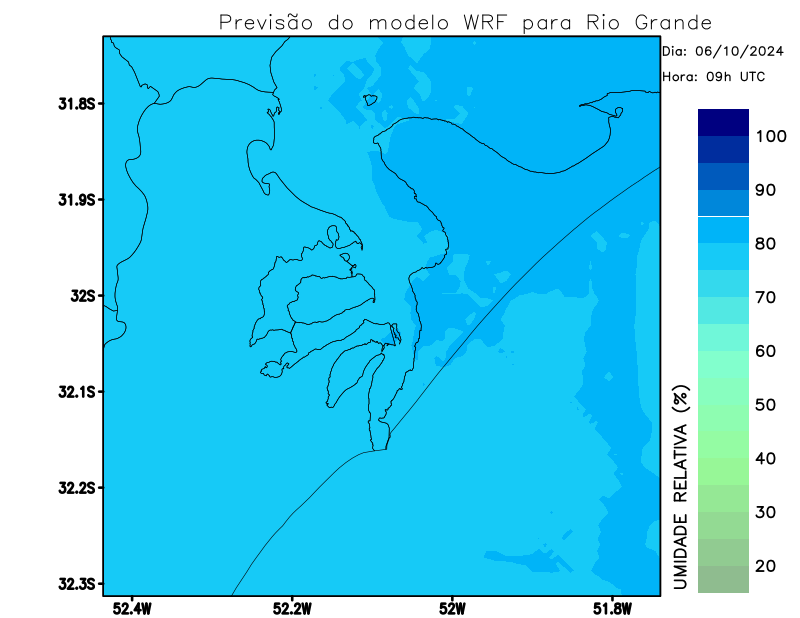 Previsão do modelo WRF para Rio Grande
Dia: 06/10/2024
Hora: 09h UTC
31.8S
31.9S
32S
32.1S
32.2S
32.3S
52.4W
52.2W
52W
51.8W
100
90
80
70
60
50
40
30
20
UMIDADE RELATIVA (%)